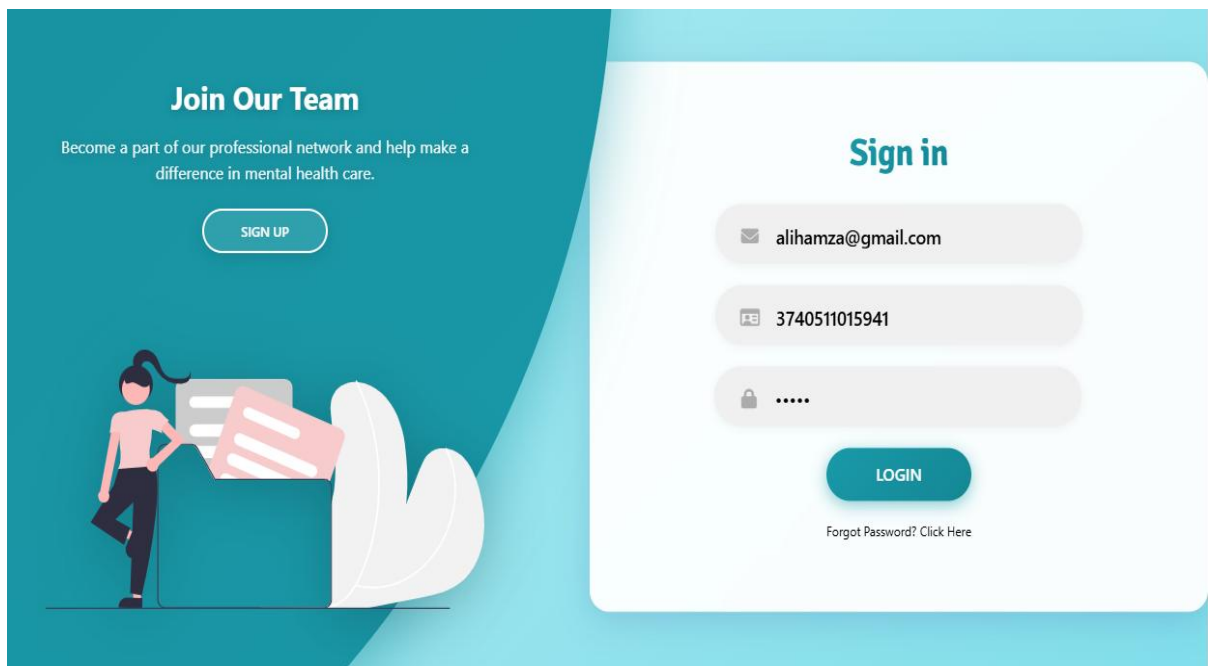 Join Our Team
Become a part of our professional network and help make a
difference in mental health care.
SIGN UP
Sign in
alihamza@gmail.com
3740511015941
•••••
LOGIN
Forgot Password? Click Here